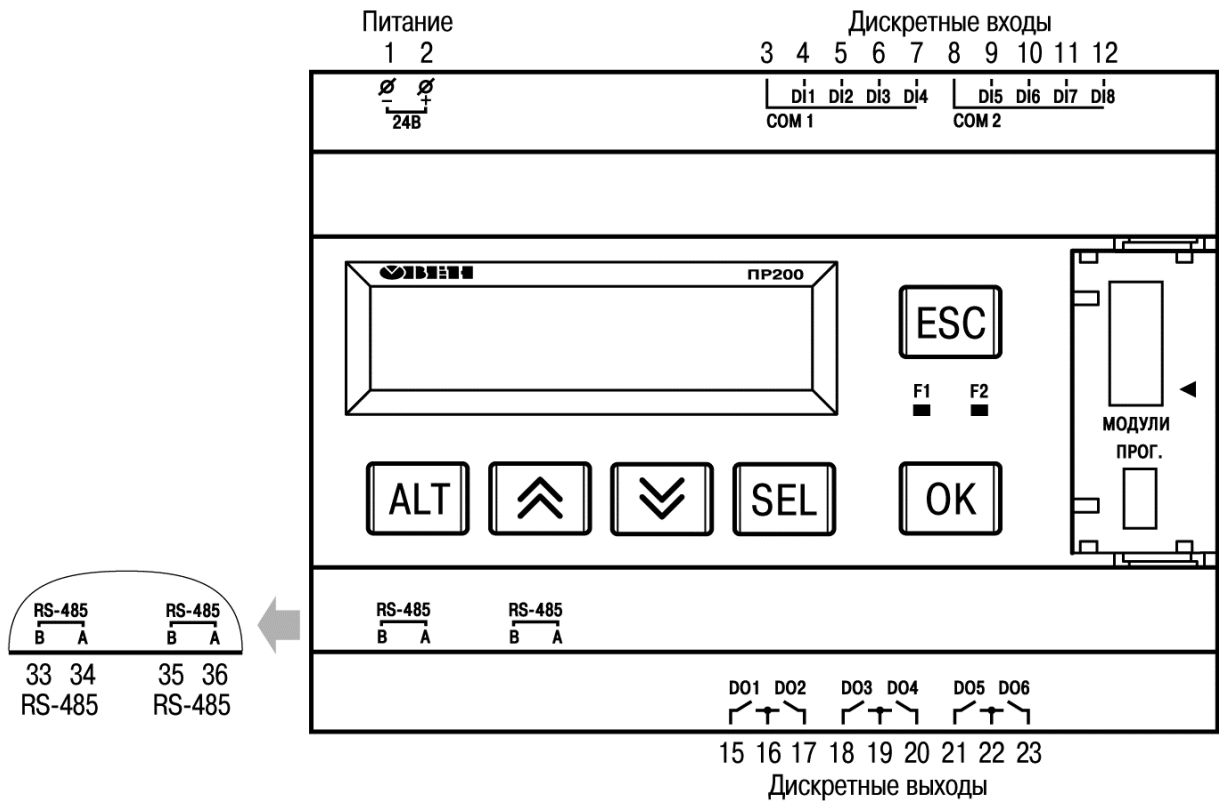 Питание
Дискретные входы
1 2
3 4 5 6 7 8 9 10 11 12
- +
24В
DI1 DI2 DI3 DI4 DI5 DI6 DI7 DI8
COM 1 COM 2
ОВЕН ПР200
ESC
F1 F2
МОДУЛИ
ПРОГ.
ALT SEL OK
RS-485 RS-485
B A B A
33 34 35 36
RS-485 RS-485
RS-485 RS-485
B A B A
DO1 DO2 DO3 DO4 DO5 DO6
15 16 17 18 19 20 21 22 23
Дискретные выходы